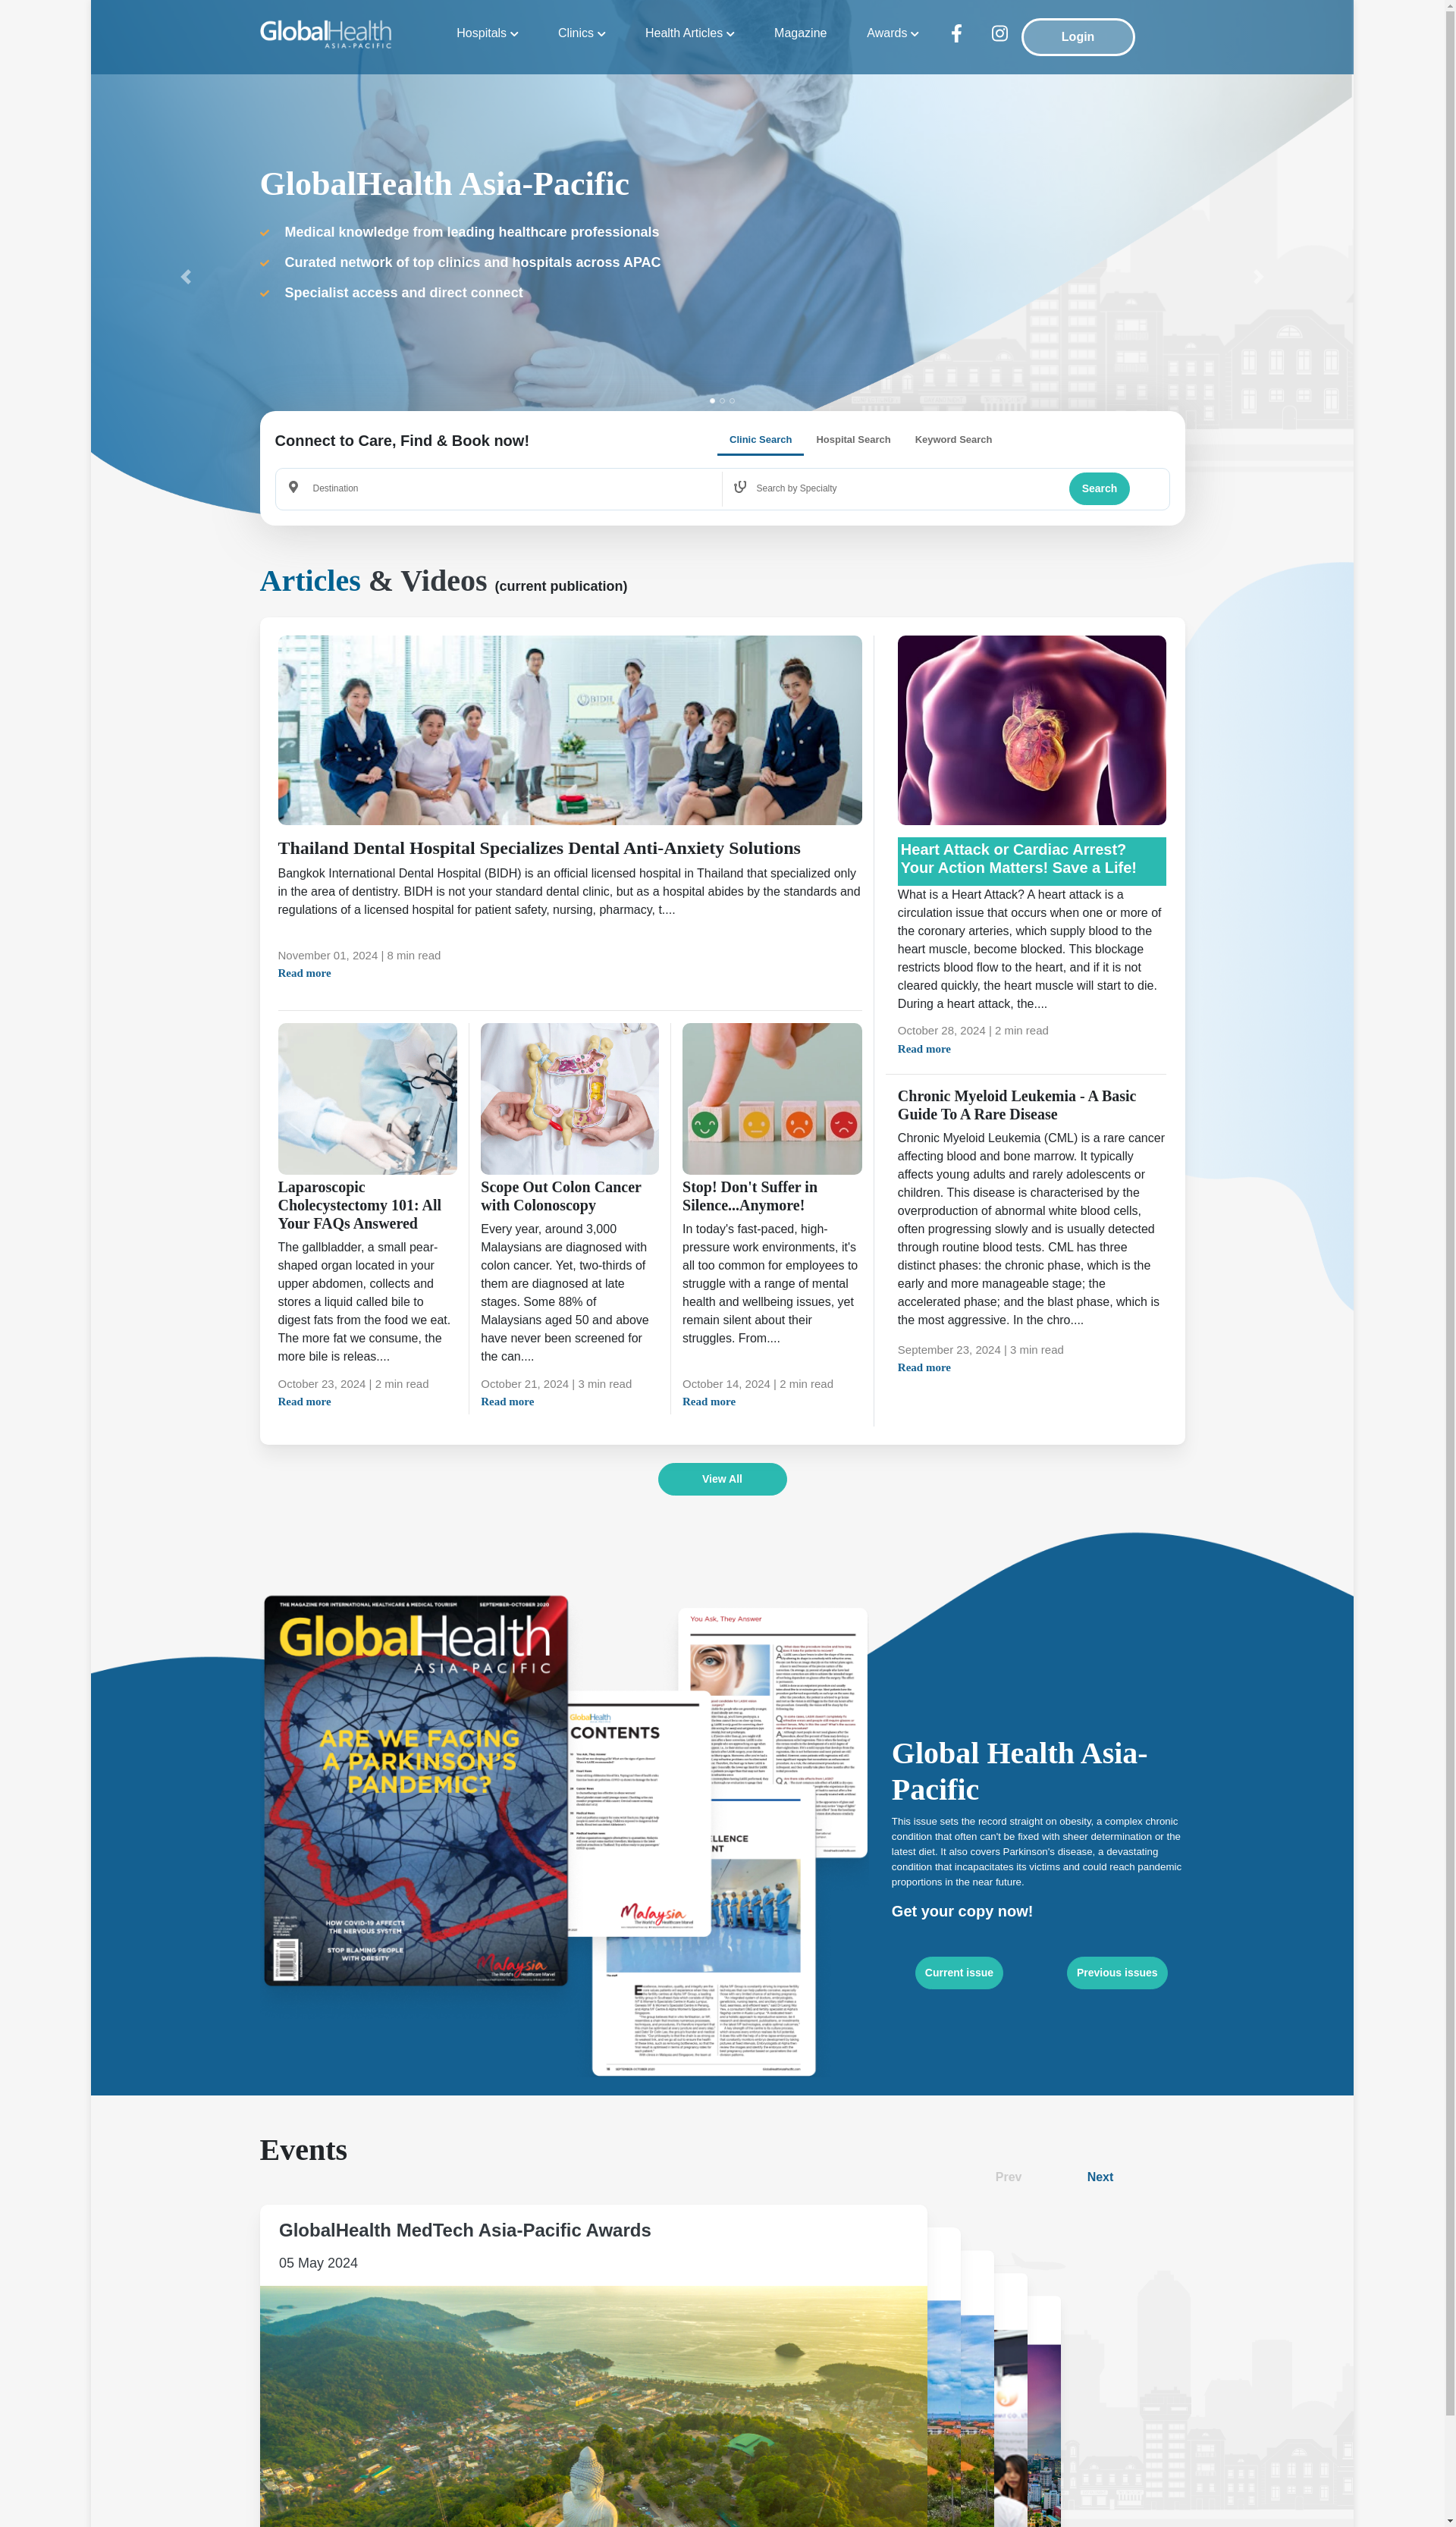 GlobalHealth
ASIA-PACIFIC
Hospitals
Clinics
Health Articles
Magazine
Awards
Login
GlobalHealth Asia-Pacific
Medical knowledge from leading healthcare professionals
Curated network of top clinics and hospitals across APAC
Specialist access and direct connect
Connect to Care, Find & Book now!
Clinic Search
Hospital Search
Keyword Search
Destination
Search by Specialty
Search
Articles & Videos (current publication)
Thailand Dental Hospital Specializes Dental Anti-Anxiety Solutions
Bangkok International Dental Hospital (BIDH) is an official licensed hospital in Thailand that specialized only
in the area of dentistry. BIDH is not your standard dental clinic, but as a hospital abides by the standards and
regulations of a licensed hospital for patient safety, nursing, pharmacy, t....
November 01, 2024 | 8 min read
Read more
Laparoscopic
Cholecystectomy 101: All
Your FAQs Answered
The gallbladder, a small pear-
shaped organ located in your
upper abdomen, collects and
stores a liquid called bile to
digest fats from the food we eat.
The more fat we consume, the
more bile is releas....
October 23, 2024 | 2 min read
Read more
Scope Out Colon Cancer
with Colonoscopy
Every year, around 3,000
Malaysians are diagnosed with
colon cancer. Yet, two-thirds of
them are diagnosed at late
stages. Some 88% of
Malaysians aged 50 and above
have never been screened for
the can....
October 21, 2024 | 3 min read
Read more
Stop! Don't Suffer in
Silence...Anymore!
In today's fast-paced, high-
pressure work environments, it's
all too common for employees to
struggle with a range of mental
health and wellbeing issues, yet
remain silent about their
struggles. From....
October 14, 2024 | 2 min read
Read more
Heart Attack or Cardiac Arrest?
Your Action Matters! Save a Life!
What is a Heart Attack? A heart attack is a
circulation issue that occurs when one or more of
the coronary arteries, which supply blood to the
heart muscle, become blocked. This blockage
restricts blood flow to the heart, and if it is not
cleared quickly, the heart muscle will start to die.
During a heart attack, the....
October 28, 2024 | 2 min read
Read more
Chronic Myeloid Leukemia - A Basic
Guide To A Rare Disease
Chronic Myeloid Leukemia (CML) is a rare cancer
affecting blood and bone marrow. It typically
affects young adults and rarely adolescents or
children. This disease is characterised by the
overproduction of abnormal white blood cells,
often progressing slowly and is usually detected
through routine blood tests. CML has three
distinct phases: the chronic phase, which is the
early and more manageable stage; the
accelerated phase; and the blast phase, which is
the most aggressive. In the chro....
September 23, 2024 | 3 min read
Read more
View All
THE MAGAZINE FOR INTERNATIONAL HEALTHCARE & MEDICAL TOURISM
SEPTEMBER-OCTOBER 2020
GlobalHealth
ASIA-PACIFIC
ARE WE FACING
A PARKINSON'S
PANDEMIC?
HOW COVID-19 AFFECTS
THE NERVOUS SYSTEM
STOP BLAMING PEOPLE
WITH OBESITY
Malaysia
GlobalHealth
CONTENTS
Malaysia
You Ask, They Answer
Global Health Asia-
Pacific
This issue sets the record straight on obesity, a complex chronic
condition that often can't be fixed with sheer determination or the
latest diet. It also covers Parkinson's disease, a devastating
condition that incapacitates its victims and could reach pandemic
proportions in the near future.
Get your copy now!
Current issue
Previous issues
Events
Prev
Next
GlobalHealth MedTech Asia-Pacific Awards
05 May 2024